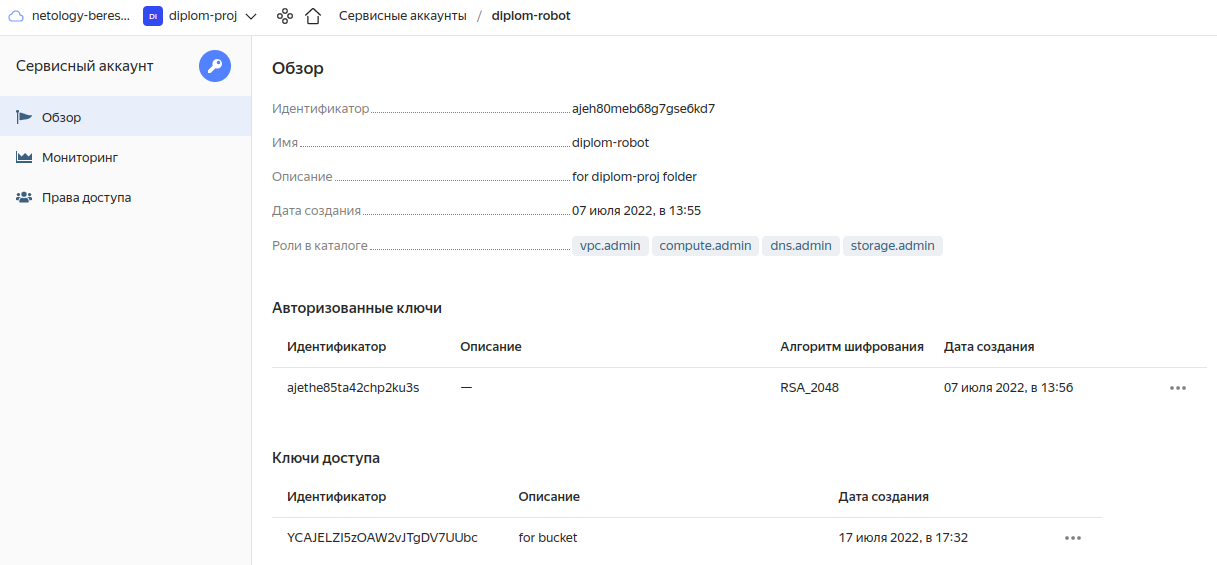 netology-beres... DI diplom-proj Сервисные аккаунты / diplom-robot
Сервисный аккаунт
Обзор
Мониторинг
Права доступа
Обзор
Идентификатор ajeh80meb68g7gse6kd7
Имя diplom-robot
Описание for diplom-proj folder
Дата создания 07 июля 2022, в 13:55
Роли в каталоге vpc.admin compute.admin dns.admin storage.admin
Авторизованные ключи
Идентификатор Описание Алгоритм шифрования Дата создания
ajethe85ta42chp2ku3s — RSA_2048 07 июля 2022, в 13:56
Ключи доступа
Идентификатор Описание Дата создания
YCAJELZI5zOAW2vJTgDV7UUbc for bucket 17 июля 2022, в 17:32